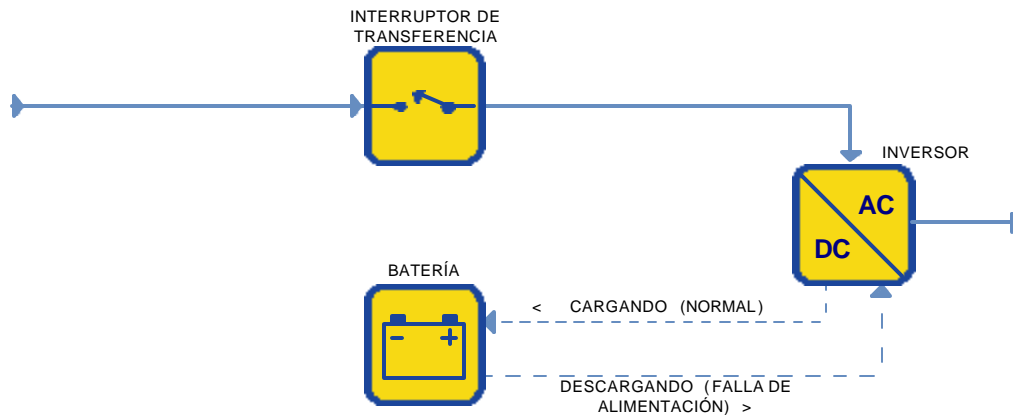 INTERRUPTOR DE
TRANSFERENCIA
INVERSOR
AC
DC
BATERÍA
- +
< CARGANDO (NORMAL)
DESCARGANDO (FALLA DE
ALIMENTACIÓN) >